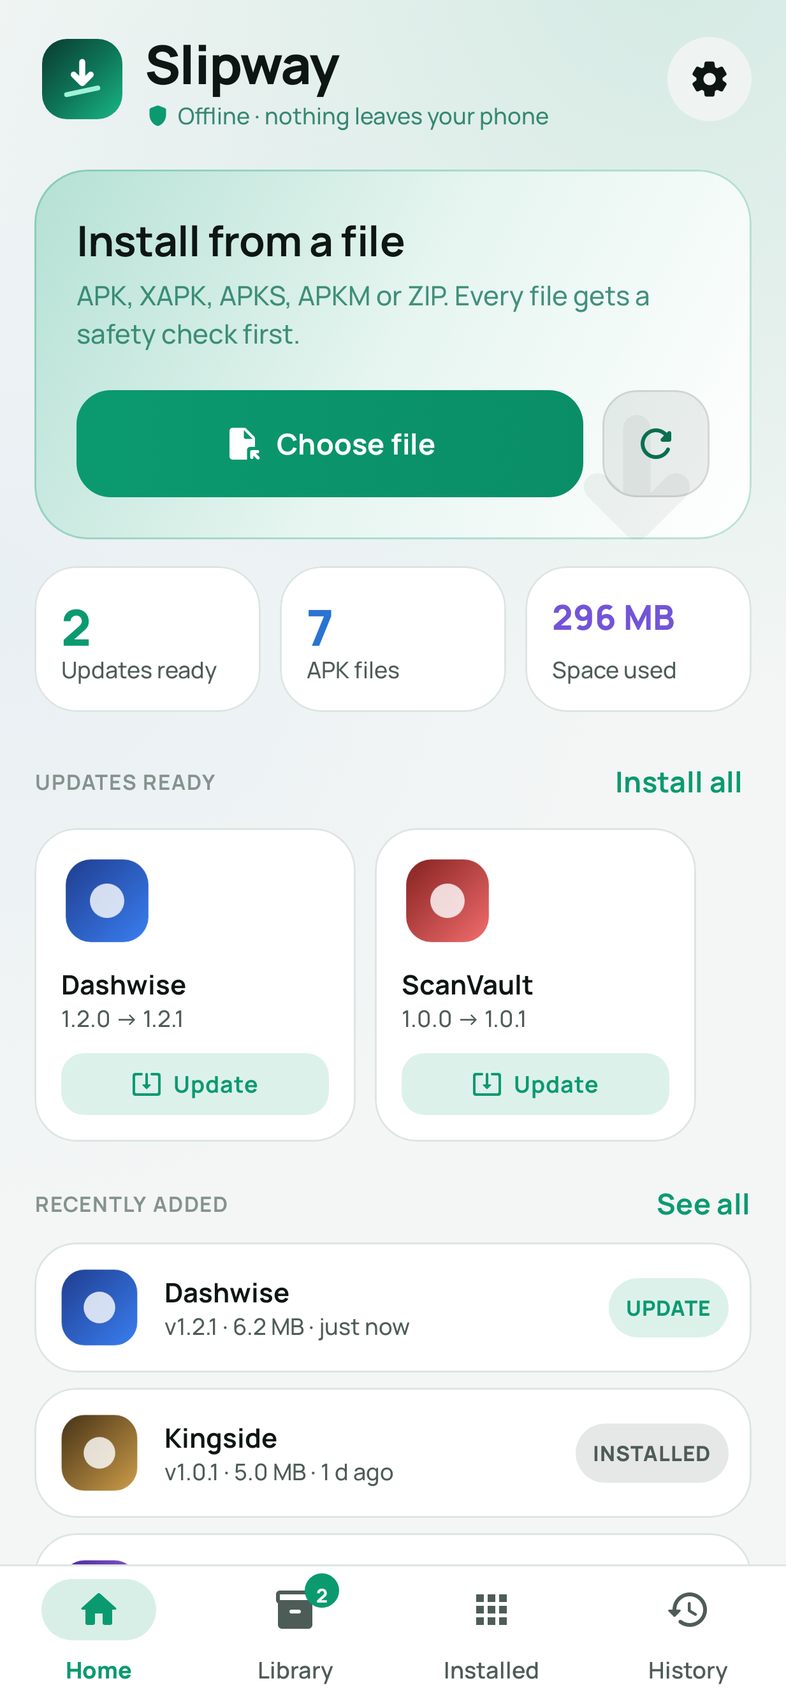 Slipway
Offline · nothing leaves your phone
Install from a file
APK, XAPK, APKS, APKM or ZIP. Every file gets a
safety check first.
Choose file
2
Updates ready
7
APK files
296 MB
Space used
UPDATES READY
Install all
Dashwise
1.2.0 → 1.2.1
Update
ScanVault
1.0.0 → 1.0.1
Update
RECENTLY ADDED
See all
Dashwise
v1.2.1 · 6.2 MB · just now
UPDATE
Kingside
v1.0.1 · 5.0 MB · 1 d ago
INSTALLED
2
Home
Library
Installed
History